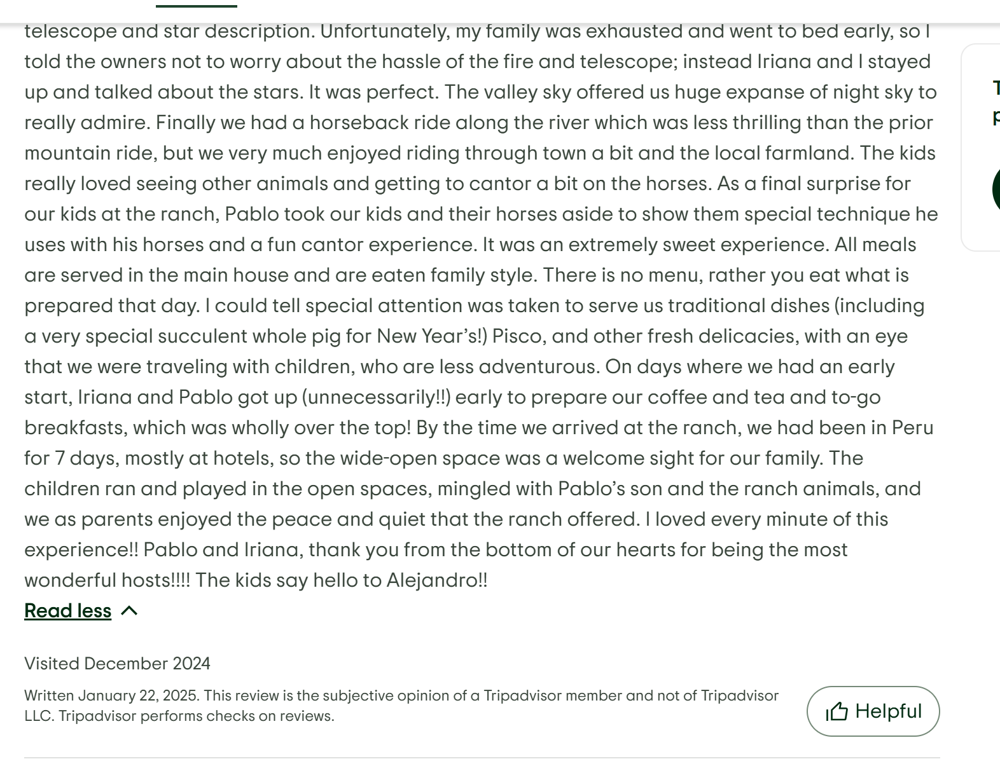 telescope and star description. Unfortunately, my family was exhausted and went to bed early, so I
told the owners not to worry about the hassle of the fire and telescope; instead Iriana and I stayed
up and talked about the stars. It was perfect. The valley sky offered us huge expanse of night sky to
really admire. Finally we had a horseback ride along the river which was less thrilling than the prior
mountain ride, but we very much enjoyed riding through town a bit and the local farmland. The kids
really loved seeing other animals and getting to cantor a bit on the horses. As a final surprise for
our kids at the ranch, Pablo took our kids and their horses aside to show them special technique he
uses with his horses and a fun cantor experience. It was an extremely sweet experience. All meals
are served in the main house and are eaten family style. There is no menu, rather you eat what is
prepared that day. I could tell special attention was taken to serve us traditional dishes (including
a very special succulent whole pig for New Year’s!) Pisco, and other fresh delicacies, with an eye
that we were traveling with children, who are less adventurous. On days where we had an early
start, Iriana and Pablo got up (unnecessarily!!) early to prepare our coffee and tea and to-go
breakfasts, which was wholly over the top! By the time we arrived at the ranch, we had been in Peru
for 7 days, mostly at hotels, so the wide-open space was a welcome sight for our family. The
children ran and played in the open spaces, mingled with Pablo’s son and the ranch animals, and
we as parents enjoyed the peace and quiet that the ranch offered. I loved every minute of this
experience!! Pablo and Iriana, thank you from the bottom of our hearts for being the most
wonderful hosts!!!! The kids say hello to Alejandro!!
Read less
Visited December 2024
Written January 22, 2025. This review is the subjective opinion of a Tripadvisor member and not of Tripadvisor
LLC. Tripadvisor performs checks on reviews.
Helpful